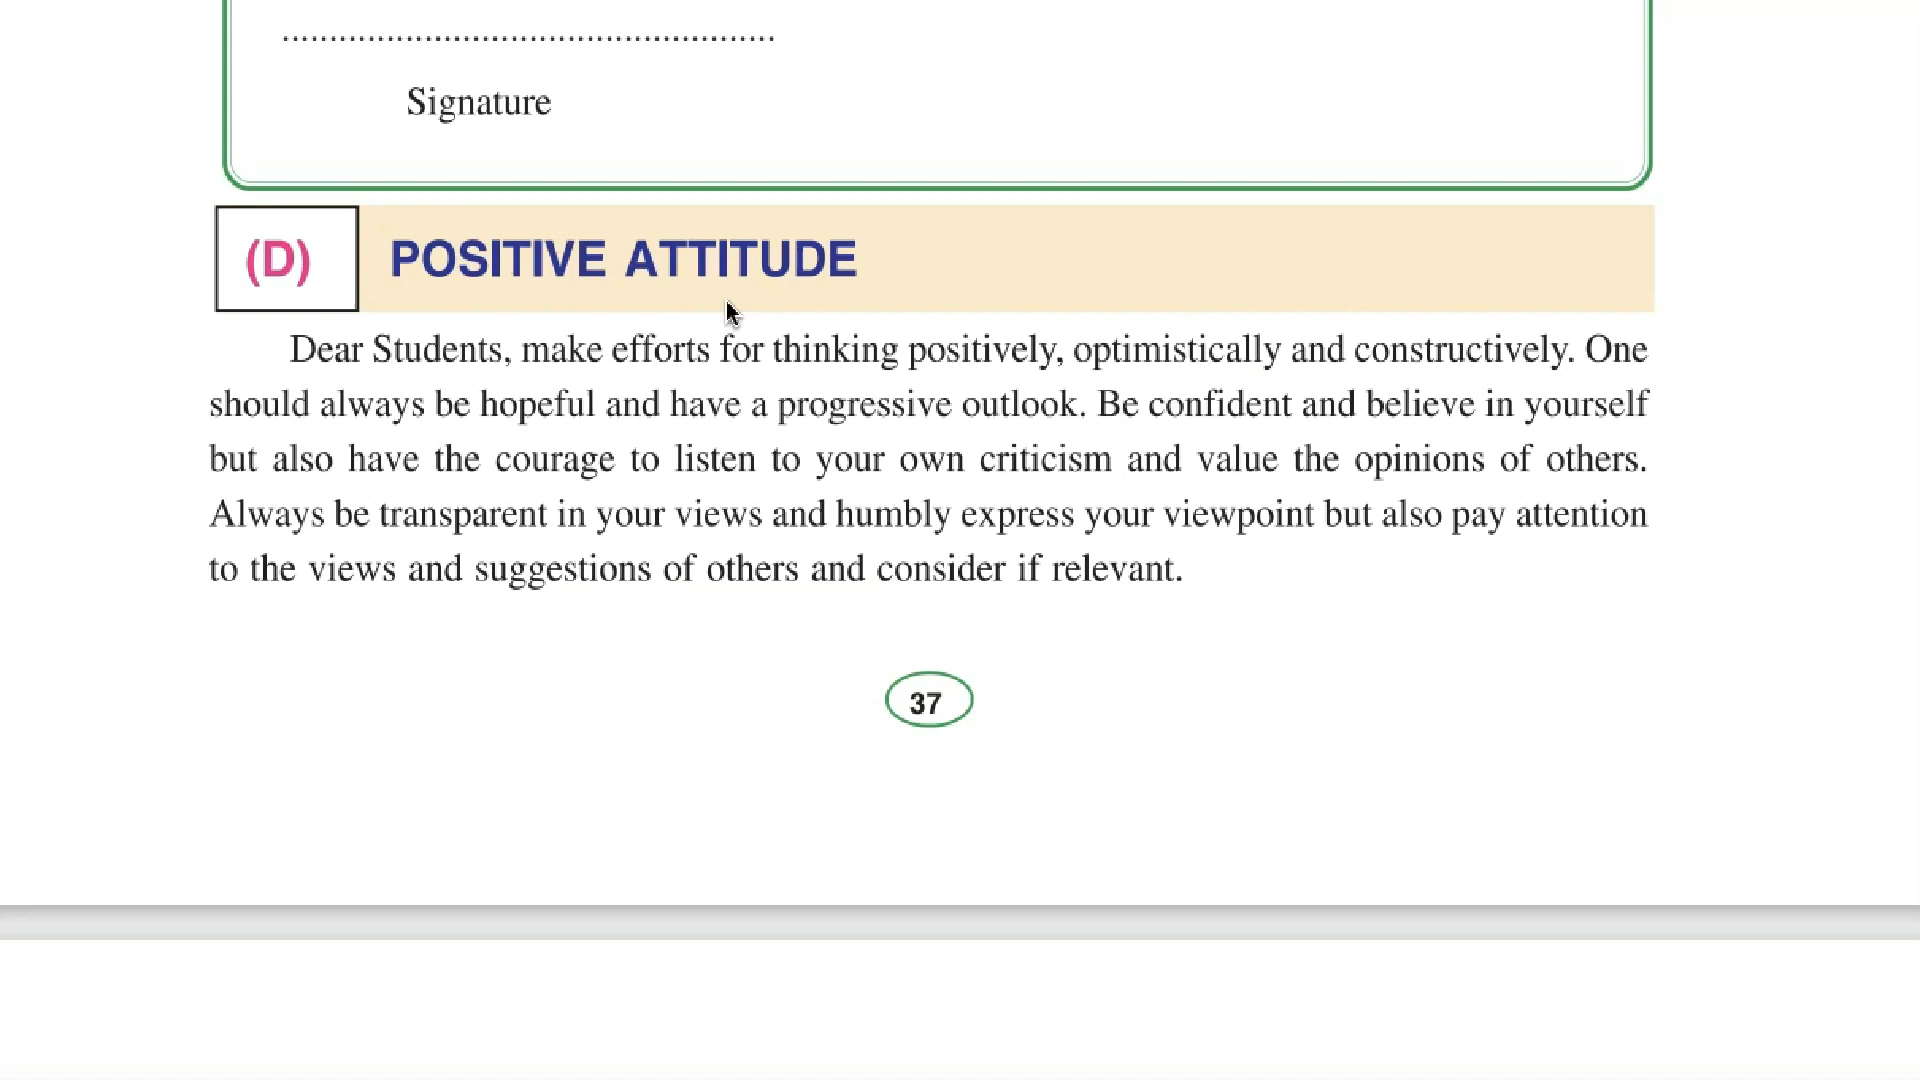 ..................................................
Signature
(D) POSITIVE ATTITUDE
Dear Students, make efforts for thinking positively, optimistically and constructively. One
should always be hopeful and have a progressive outlook. Be confident and believe in yourself
but also have the courage to listen to your own criticism and value the opinions of others.
Always be transparent in your views and humbly express your viewpoint but also pay attention
to the views and suggestions of others and consider if relevant.
37